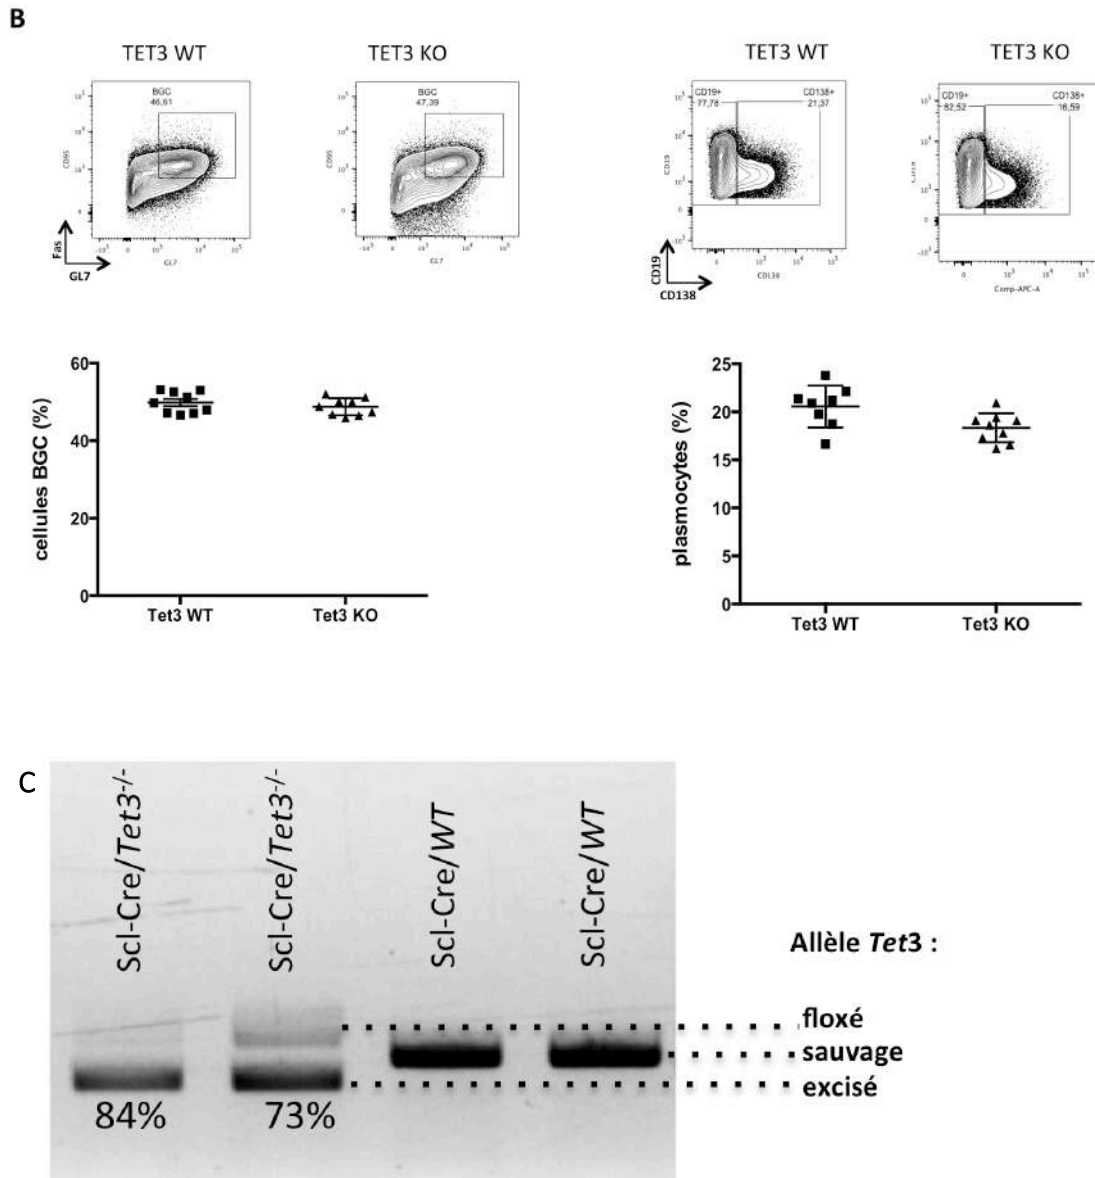 B
TET3 WT
TET3 KO
TET3 WT
TET3 KO
BGC
46,61
BGC
47,39
CD19+
77,78
CD138+
21,37
CD19+
82,52
CD138+
16,59
CD95
CD95
CD19
GL7
GL7
CD138
Comp-APC-A
Fas
GL7
CD19
CD138
60
40
20
0
cellules BGC (%)
Tet3 WT
Tet3 KO
25
20
15
10
5
0
plasmocytes (%)
Tet3 WT
Tet3 KO
C
Scl-Cre/Tet3-/-
Scl-Cre/Tet3-/-
Scl-Cre/WT
Scl-Cre/WT
Allèle Tet3 :
floxé
sauvage
excisé
84%
73%